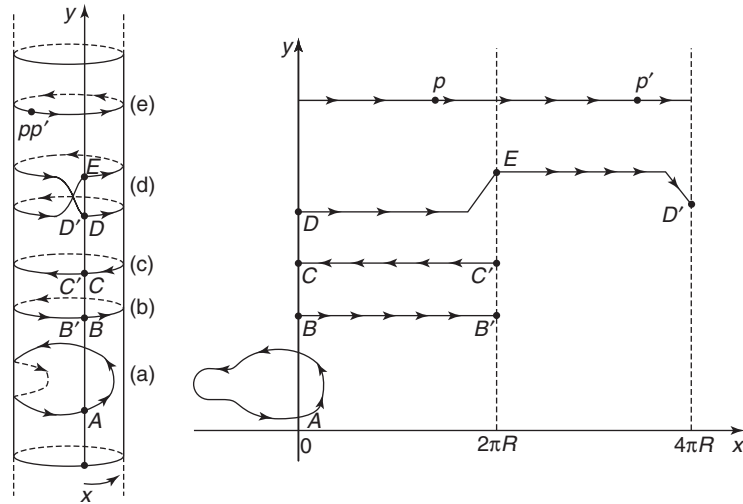 y
(e)
pp′
E
(d)
D′ D
(c)
C′ C
(b)
B′ B
(a)
A
x
y
p p′
E
D D′
C C′
B B′
A
0 2πR 4πR x